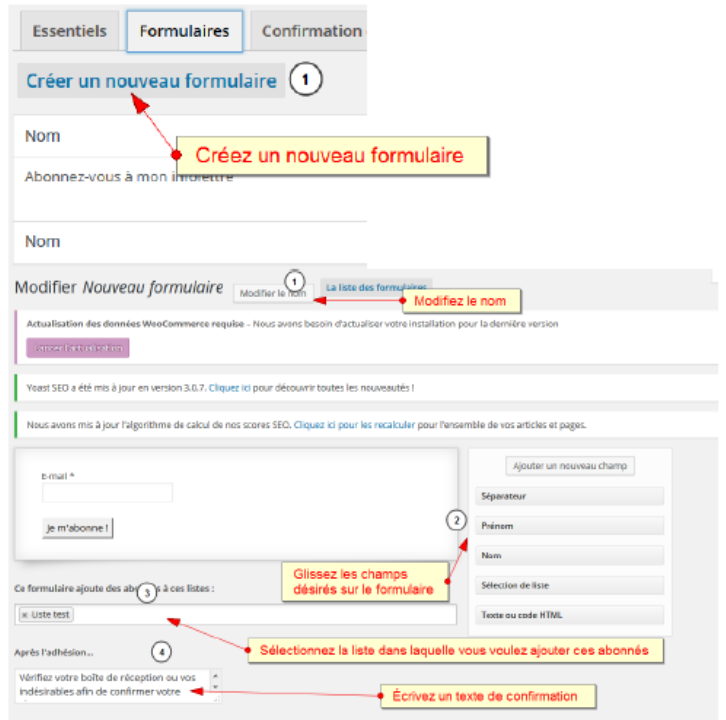 Essentiels Formulaires Confirmation
Créer un nouveau formulaire 1
Nom
Créez un nouveau formulaire
Abonnez-vous à mon infolettre
Nom
Modifier Nouveau formulaire Modifier le nom 1 La liste des formulaires
Modifiez le nom
Actualisation des données WooCommerce requise – Nous avons besoin d'actualiser votre installation pour la dernière version
Lancez l'actualisation
Yoast SEO a été mis à jour en version 3.0.7. Cliquez ici pour découvrir toutes les nouveautés !
Nous avons mis à jour l'algorithme de calcul de nos scores SEO. Cliquez ici pour les recalculer pour l'ensemble de vos articles et pages.
E-mail *
Je m'abonne !
Ajouter un nouveau champ
Séparateur
2 Prénom
Nom
Glissez les champs
désirés sur le formulaire
Sélection de liste
Texte ou code HTML
Ce formulaire ajoute des abonnés à ces listes :
3
× Liste test
Sélectionnez la liste dans laquelle vous voulez ajouter ces abonnés
Après l'adhésion... 4
Vérifiez votre boîte de réception ou vos
indésirables afin de confirmer votre
Écrivez un texte de confirmation